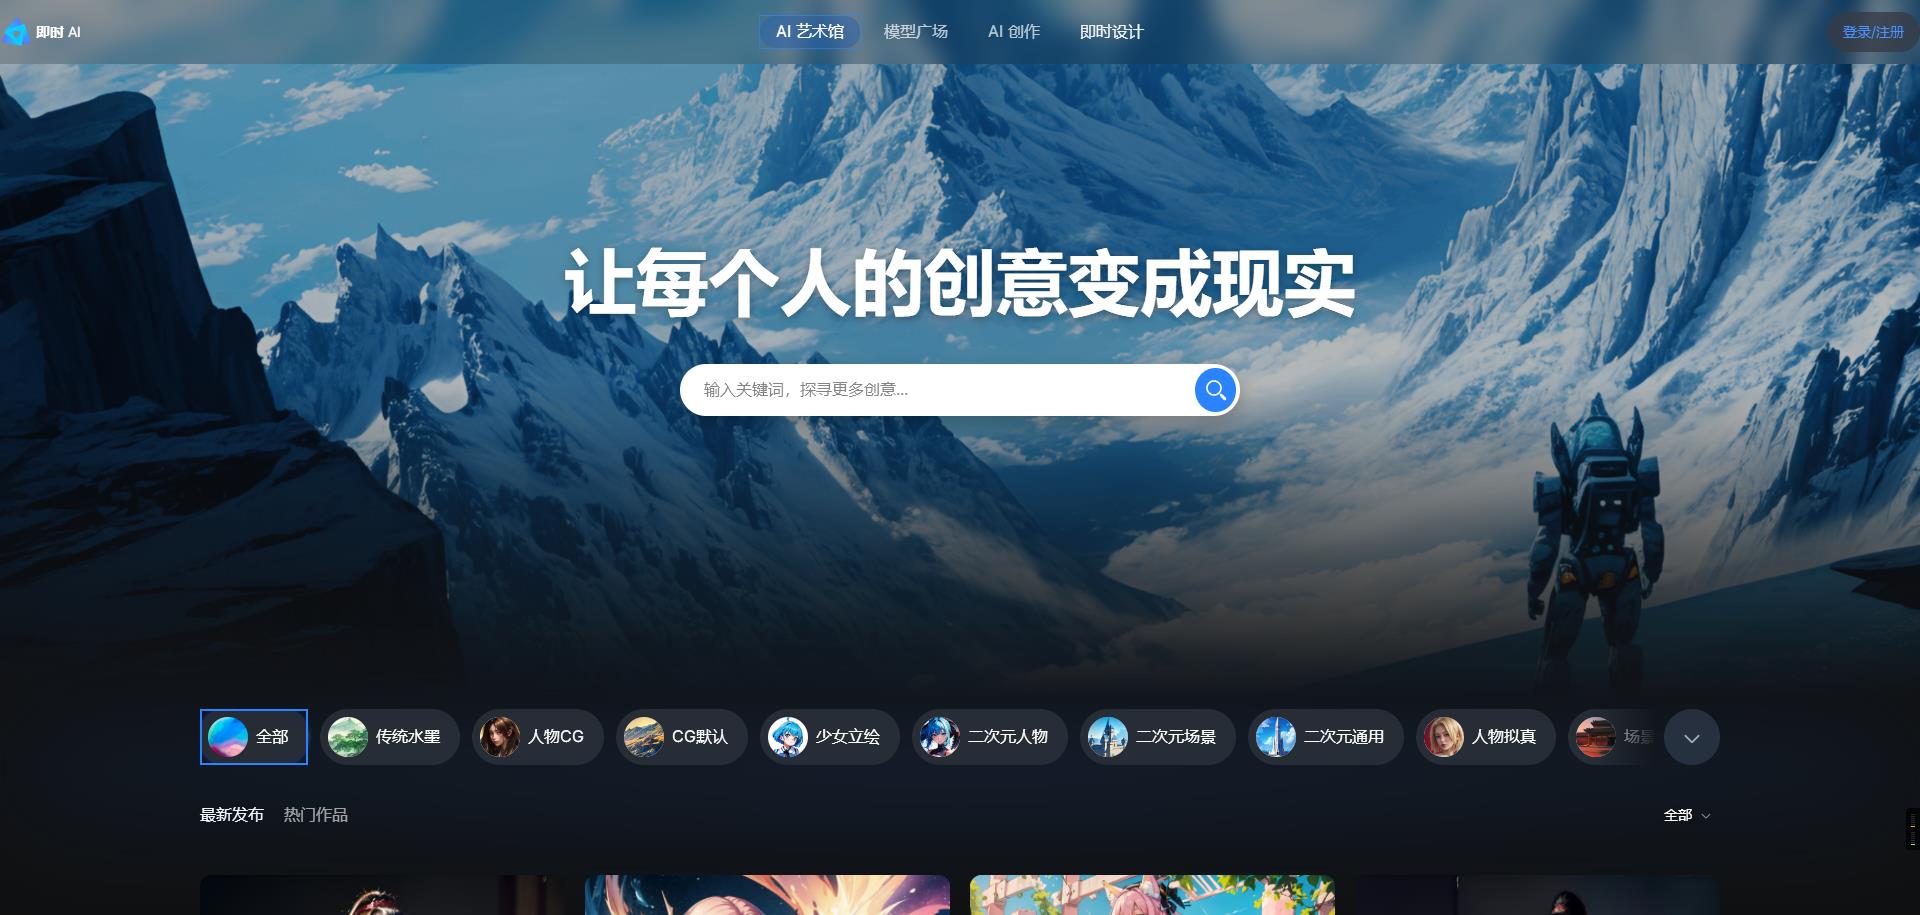 即时 AI
AI 艺术馆
模型广场
AI 创作
即时设计
登录/注册
让每个人的创意变成现实
输入关键词，探寻更多创意...
全部
传统水墨
人物CG
CG默认
少女立绘
二次元人物
二次元场景
二次元通用
人物拟真
场景
最新发布
热门作品
全部